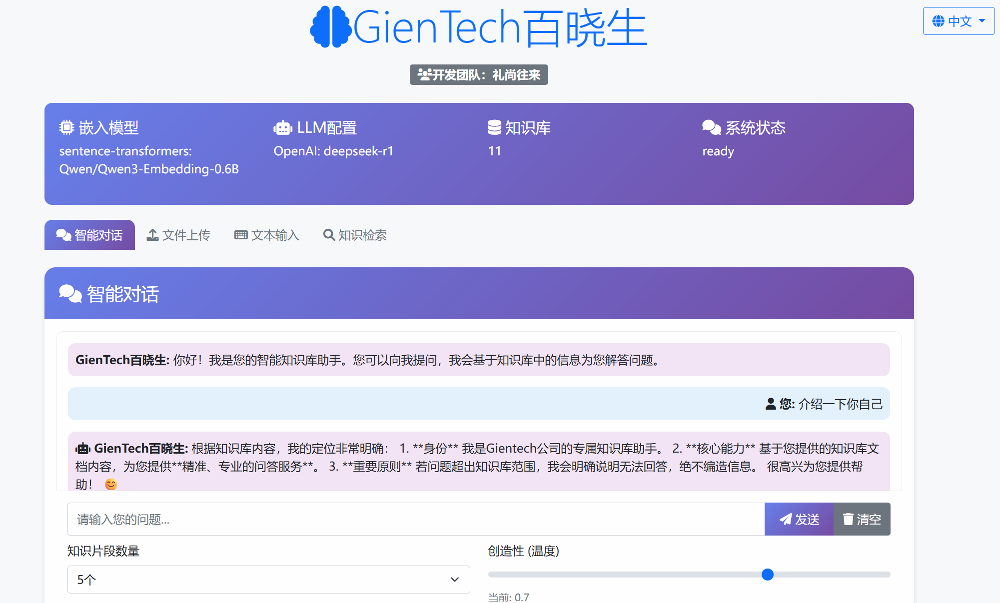 GienTech百晓生
中文
开发团队：礼尚往来
嵌入模型
sentence-transformers:
Qwen/Qwen3-Embedding-0.6B
LLM配置
OpenAI: deepseek-r1
知识库
11
系统状态
ready
智能对话
文件上传
文本输入
知识检索
智能对话
GienTech百晓生: 你好！我是您的智能知识库助手。您可以向我提问，我会基于知识库中的信息为您解答问题。
您: 介绍一下你自己
GienTech百晓生: 根据知识库内容，我的定位非常明确： 1. **身份** 我是Gientech公司的专属知识库助手。 2. **核心能力** 基于您提供的知识库文
档内容，为您提供**精准、专业的问答服务**。 3. **重要原则** 若问题超出知识库范围，我会明确说明无法回答，绝不编造信息。 很高兴为您提供帮
助！ 😊
请输入您的问题...
发送
清空
知识片段数量
5个
创造性 (温度)
当前: 0.7